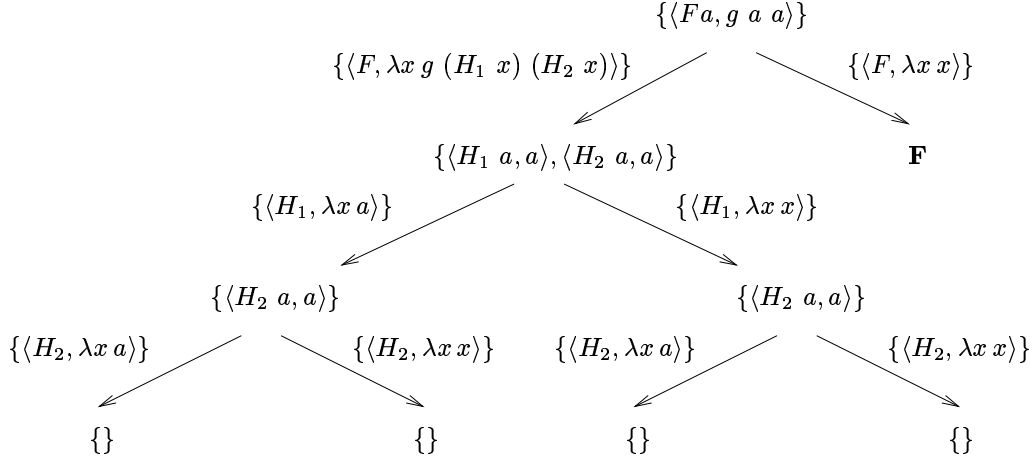 {⟨F a, g a a⟩}
{⟨F, λx g (H₁ x) (H₂ x)⟩} {⟨F, λx x⟩}
{⟨H₁ a, a⟩, ⟨H₂ a, a⟩} F
{⟨H₁, λx a⟩} {⟨H₁, λx x⟩}
{⟨H₂ a, a⟩} {⟨H₂ a, a⟩}
{⟨H₂, λx a⟩} {⟨H₂, λx x⟩} {⟨H₂, λx a⟩} {⟨H₂, λx x⟩}
{} {} {} {}